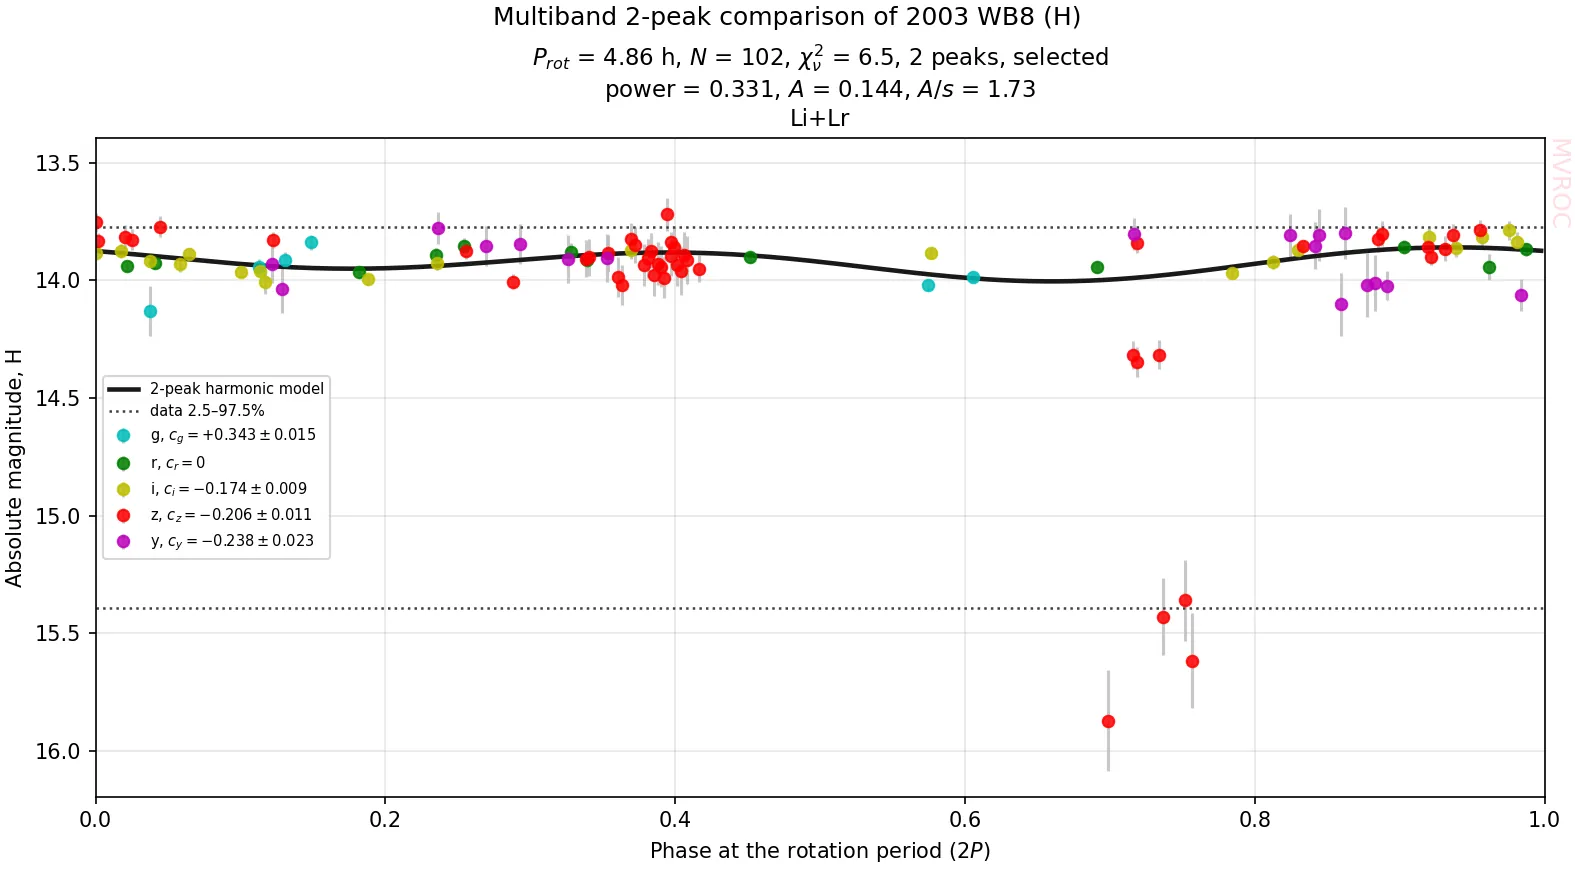 Multiband 2-peak comparison of 2003 WB8 (H)
P_rot = 4.86 h, N = 102, χ²_ν = 6.5, 2 peaks, selected
power = 0.331, A = 0.144, A/s = 1.73
Li+Lr
MVROC
13.5
14.0
14.5
15.0
15.5
16.0
Absolute magnitude, H
2-peak harmonic model
data 2.5–97.5%
g, c_g = +0.343 ± 0.015
r, c_r = 0
i, c_i = −0.174 ± 0.009
z, c_z = −0.206 ± 0.011
y, c_y = −0.238 ± 0.023
0.0 0.2 0.4 0.6 0.8 1.0
Phase at the rotation period (2P)